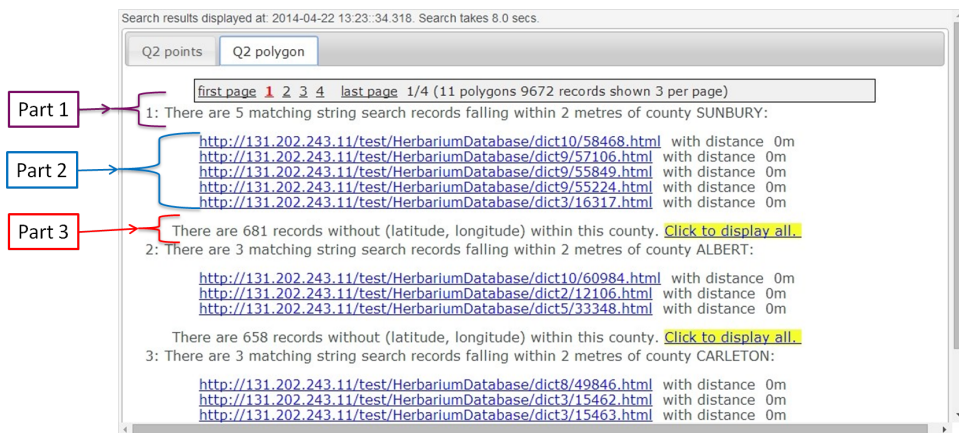 Search results displayed at: 2014-04-22 13:23::34.318. Search takes 8.0 secs.
Q2 points Q2 polygon
first page 1 2 3 4 last page 1/4 (11 polygons 9672 records shown 3 per page)
Part 1
1: There are 5 matching string search records falling within 2 metres of county SUNBURY:
http://131.202.243.11/test/HerbariumDatabase/dict10/58468.html with distance 0m
http://131.202.243.11/test/HerbariumDatabase/dict9/57106.html with distance 0m
Part 2
http://131.202.243.11/test/HerbariumDatabase/dict9/55849.html with distance 0m
http://131.202.243.11/test/HerbariumDatabase/dict9/55224.html with distance 0m
http://131.202.243.11/test/HerbariumDatabase/dict3/16317.html with distance 0m
Part 3
There are 681 records without (latitude, longitude) within this county. Click to display all.
2: There are 3 matching string search records falling within 2 metres of county ALBERT:
http://131.202.243.11/test/HerbariumDatabase/dict10/60984.html with distance 0m
http://131.202.243.11/test/HerbariumDatabase/dict2/12106.html with distance 0m
http://131.202.243.11/test/HerbariumDatabase/dict5/33348.html with distance 0m
There are 658 records without (latitude, longitude) within this county. Click to display all.
3: There are 3 matching string search records falling within 2 metres of county CARLETON:
http://131.202.243.11/test/HerbariumDatabase/dict8/49846.html with distance 0m
http://131.202.243.11/test/HerbariumDatabase/dict3/15462.html with distance 0m
http://131.202.243.11/test/HerbariumDatabase/dict3/15463.html with distance 0m